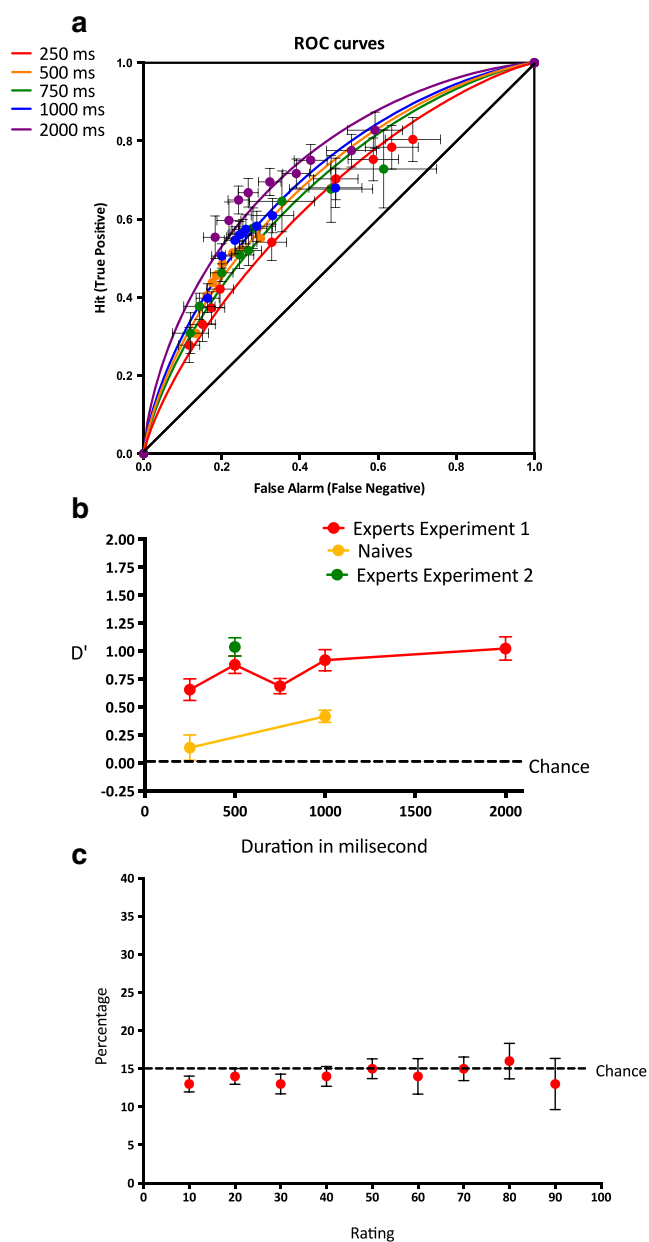 a
ROC curves
250 ms
500 ms
750 ms
1000 ms
2000 ms
1.0
0.8
0.6
0.4
0.2
0.0
Hit (True Positive)
0.0 0.2 0.4 0.6 0.8 1.0
False Alarm (False Negative)
b
Experts Experiment 1
Naives
Experts Experiment 2
2.00
1.75
1.50
1.25
1.00
0.75
0.50
0.25
0.00
-0.25
D'
Chance
0 500 1000 1500 2000
Duration in milisecond
c
40
35
30
25
20
15
10
5
0
Percentage
Chance
0 10 20 30 40 50 60 70 80 90 100
Rating